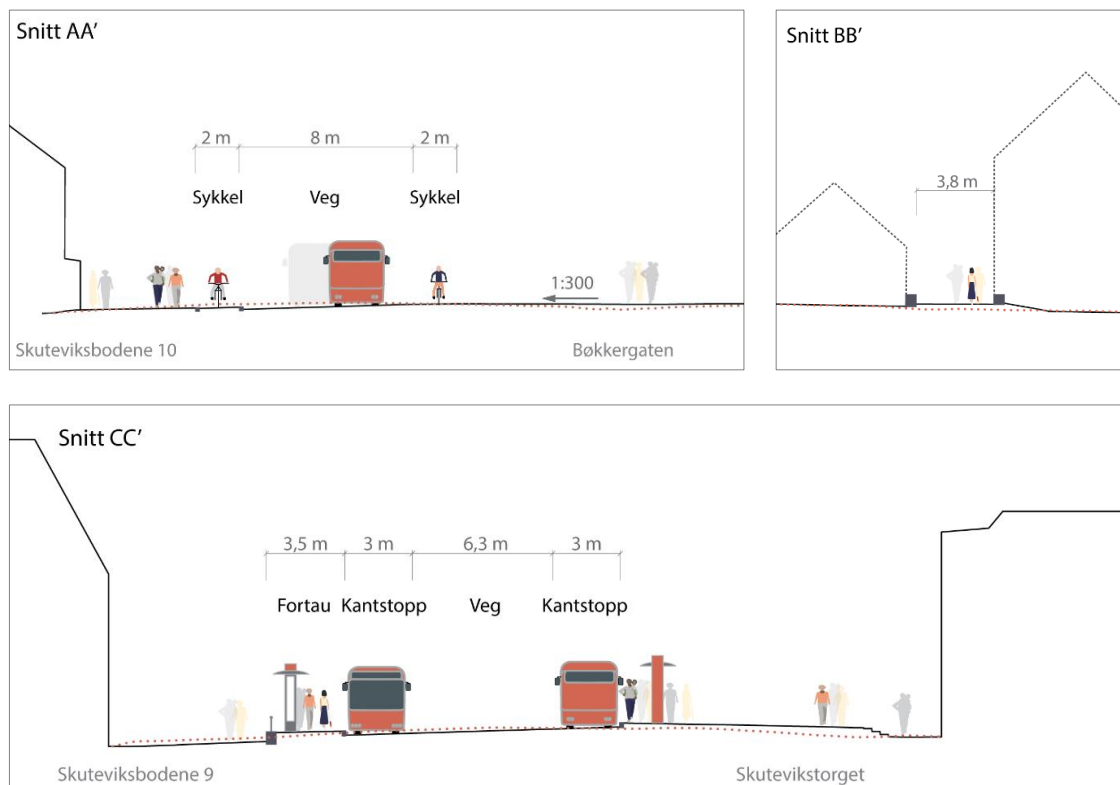 Snitt AA'
2 m 8 m 2 m
Sykkel Veg Sykkel
1:300
Skuteviksbodene 10 Bøkkergaten
Snitt BB'
3,8 m
Snitt CC'
3,5 m 3 m 6,3 m 3 m
Fortau Kantstopp Veg Kantstopp
Skuteviksbodene 9 Skutevikstorget